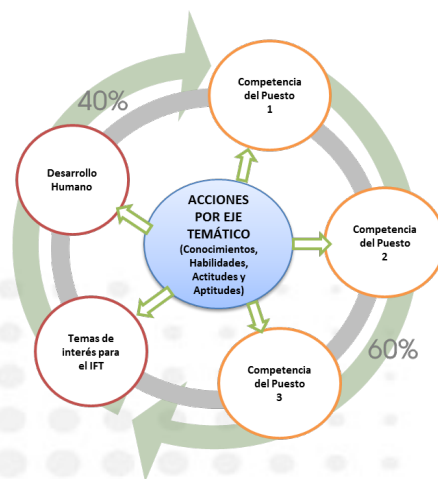 40%
Competencia
del Puesto
1
Desarrollo
Humano
ACCIONES
POR EJE
TEMÁTICO
(Conocimientos,
Habilidades,
Actitudes y
Aptitudes)
Competencia
del Puesto
2
Temas de
interés para
el IFT
Competencia
del Puesto
3
60%